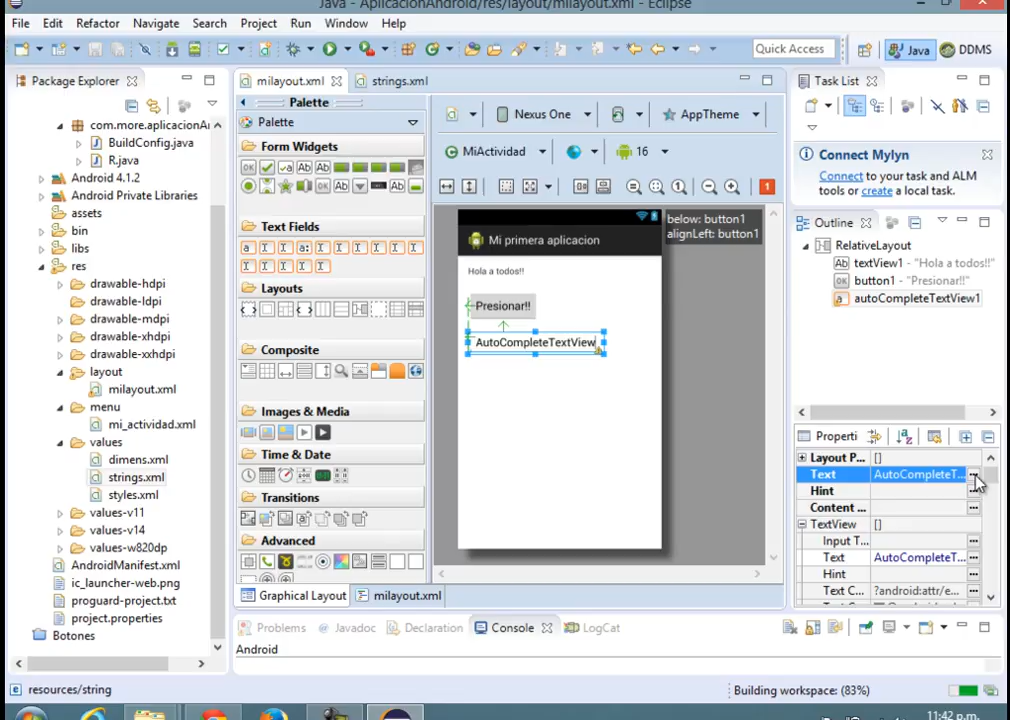 Java - AplicacionAndroid/res/layout/milayout.xml - Eclipse
File Edit Refactor Navigate Search Project Run Window Help
Quick Access
Java
DDMS
Package Explorer
com.more.aplicacionAr
BuildConfig.java
R.java
Android 4.1.2
Android Private Libraries
assets
bin
libs
res
drawable-hdpi
drawable-ldpi
drawable-mdpi
drawable-xhdpi
drawable-xxhdpi
layout
milayout.xml
menu
mi_actividad.xml
values
dimens.xml
strings.xml
styles.xml
values-v11
values-v14
values-w820dp
AndroidManifest.xml
ic_launcher-web.png
proguard-project.txt
project.properties
Botones
milayout.xml
strings.xml
Palette
Palette
Form Widgets
Text Fields
Layouts
Composite
Images & Media
Time & Date
Transitions
Advanced
Graphical Layout
milayout.xml
Nexus One
AppTheme
MiActividad
16
1
Mi primera aplicacion
Hola a todos!!
Presionar!!
AutoCompleteTextView
below: button1
alignLeft: button1
Task List
Connect Mylyn
Connect to your task and ALM
tools or create a local task.
Outline
RelativeLayout
textView1 - "Hola a todos!!"
button1 - "Presionar!!"
autoCompleteTextView1
Properti
Layout P... []
Text AutoCompleteT...
Hint
Content ...
TextView []
Input T...
Text AutoCompleteT...
Hint
Text C... ?android:attr/e...
Problems
Javadoc
Declaration
Console
LogCat
Android
resources/string
Building workspace: (83%)
11:42 p.m.